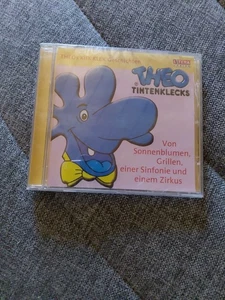 THEO
TINTENKLECKS
Von
Sonnenblumen,
Grillen,
einer Sinfonie und
einem Zirkus